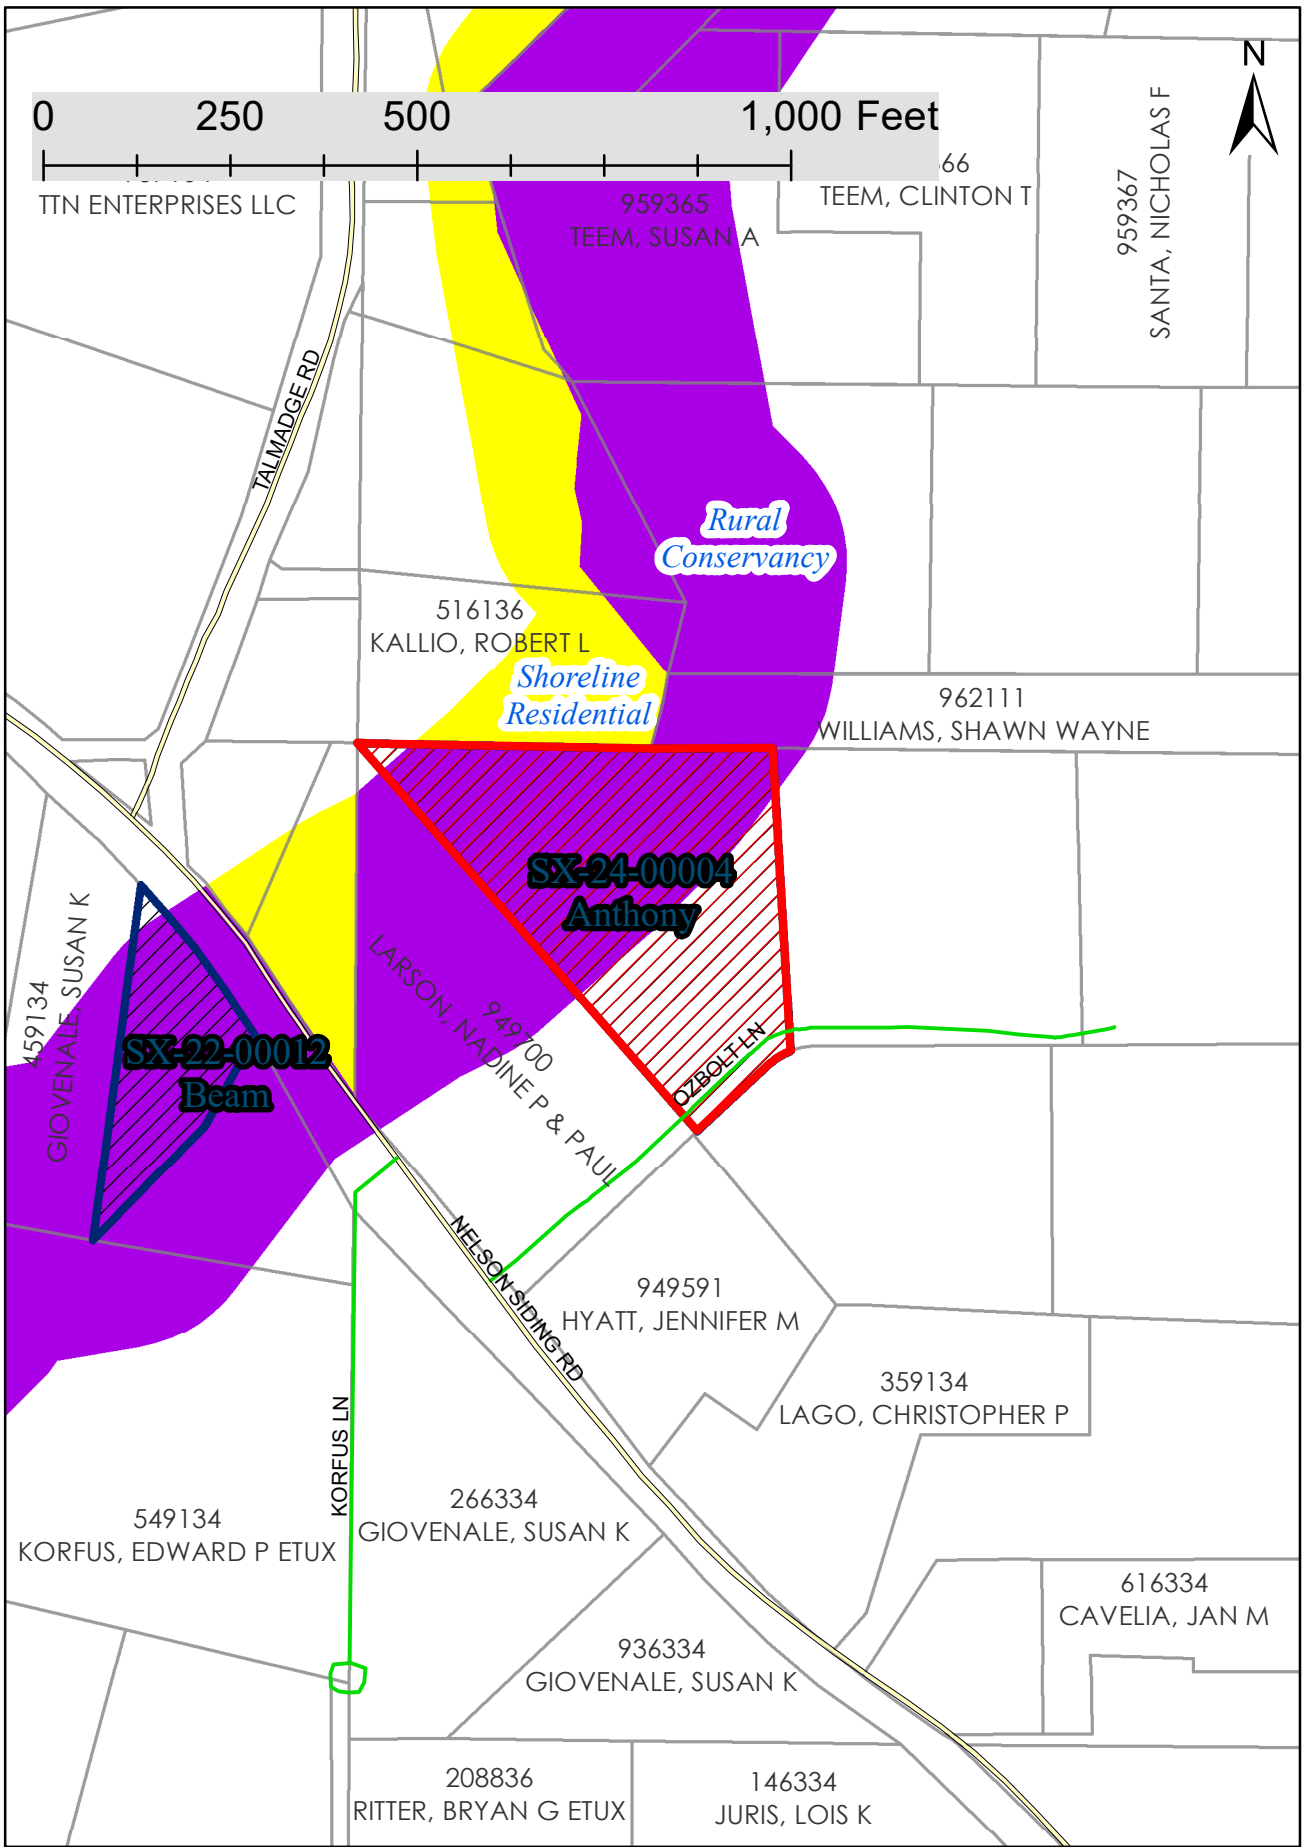 N
0 250 500 1,000 Feet
TTN ENTERPRISES LLC
959365
TEEM, SUSAN A
66
TEEM, CLINTON T
959367
SANTA, NICHOLAS F
TALMADGE RD
Rural
Conservancy
516136
KALLIO, ROBERT L
Shoreline
Residential
962111
WILLIAMS, SHAWN WAYNE
SX-24-00004
Anthony
459134
GIOVENALE, SUSAN K
SX-22-00012
Beam
949700
LARSON, NADINE P & PAUL
OZBOLT LN
NELSON SIDING RD
949591
HYATT, JENNIFER M
359134
LAGO, CHRISTOPHER P
KORFUS LN
549134
KORFUS, EDWARD P ETUX
266334
GIOVENALE, SUSAN K
616334
CAVELIA, JAN M
936334
GIOVENALE, SUSAN K
208836
RITTER, BRYAN G ETUX
146334
JURIS, LOIS K